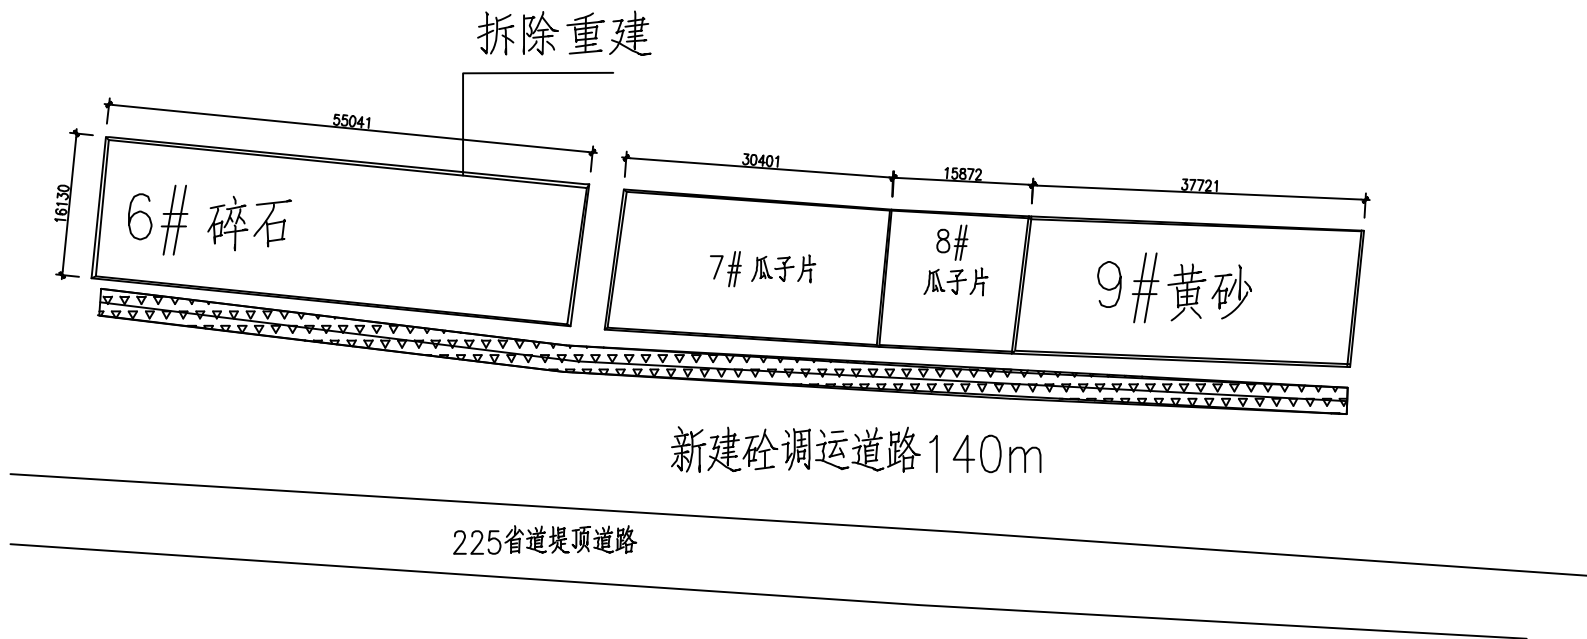 拆除重建
55041
30401
15872
37721
16130
6# 碎石
7# 瓜子片
8#
瓜子片
9#黄砂
新建砼调运道路140m
225省道堤顶道路